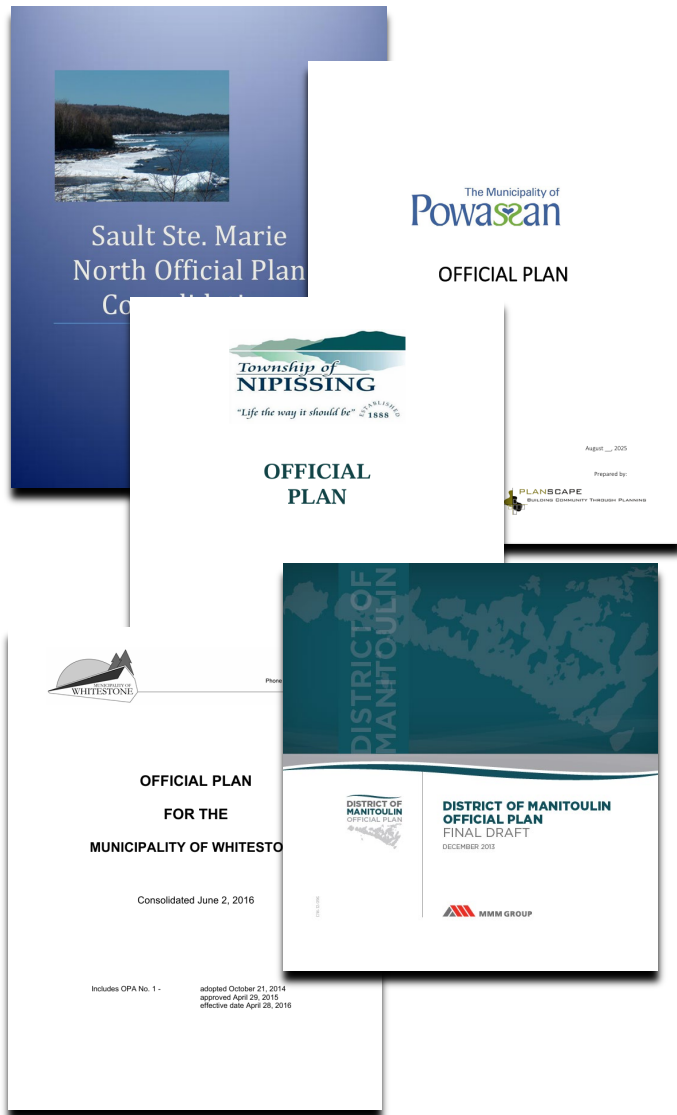 Sault Ste. Marie
North Official Plan
The Municipality of
Powassan
OFFICIAL PLAN
August __, 2025
Prepared by:
PLANSCAPE
BUILDING COMMUNITY THROUGH PLANNING
Township of
NIPISSING
"Life the way it should be"
ESTABLISHED
1888
OFFICIAL
PLAN
MUNICIPALITY OF
WHITESTONE
Phone
OFFICIAL PLAN
FOR THE
MUNICIPALITY OF WHITESTO
Consolidated June 2, 2016
Includes OPA No. 1 - adopted October 21, 2014
approved April 29, 2015
effective date April 28, 2016
DISTRICT OF
MANITOULIN
DISTRICT OF
MANITOULIN
OFFICIAL PLAN
DISTRICT OF MANITOULIN
OFFICIAL PLAN
FINAL DRAFT
DECEMBER 2013
MMM GROUP